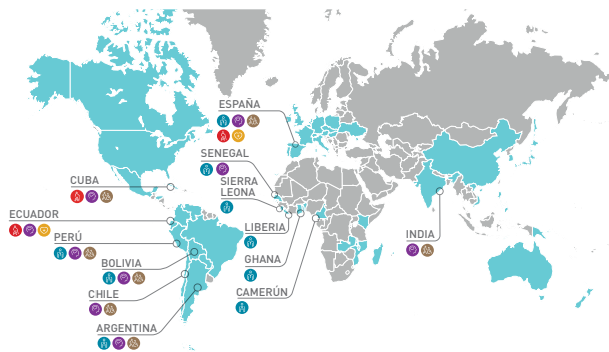 ESPAÑA
SENEGAL
SIERRA
LEONA
CUBA
ECUADOR
LIBERIA
PERÚ
INDIA
GHANA
BOLIVIA
CAMERÚN
CHILE
ARGENTINA